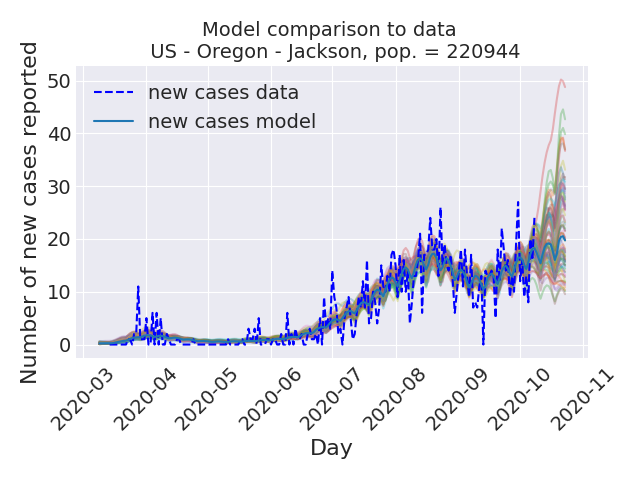 Model comparison to data
US - Oregon - Jackson, pop. = 220944
Number of new cases reported
50
40
30
20
10
0
new cases data
new cases model
2020-03
2020-04
2020-05
2020-06
2020-07
2020-08
2020-09
2020-10
2020-11
Day